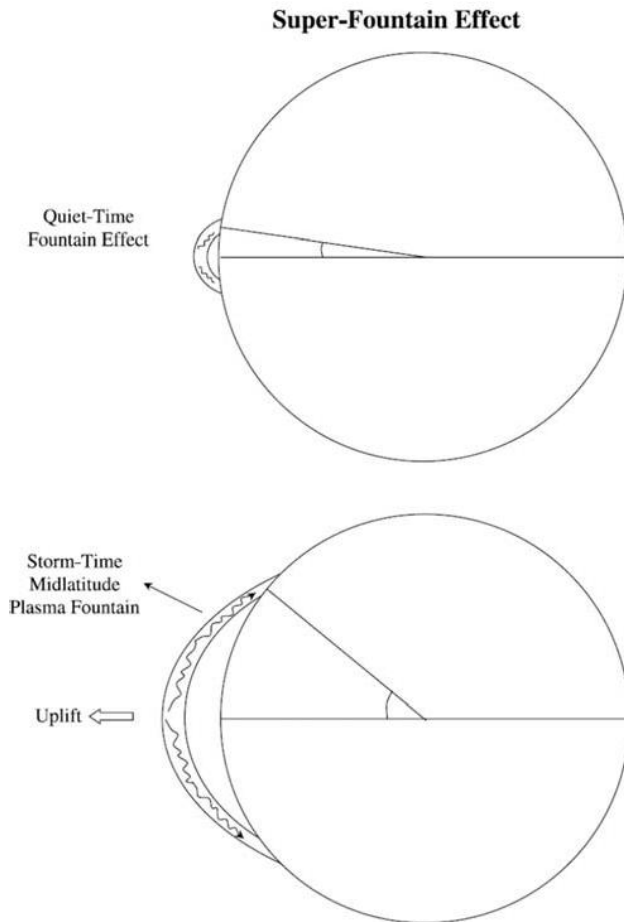 Super-Fountain Effect
Quiet-Time
Fountain Effect
Storm-Time
Midlatitude
Plasma Fountain
Uplift